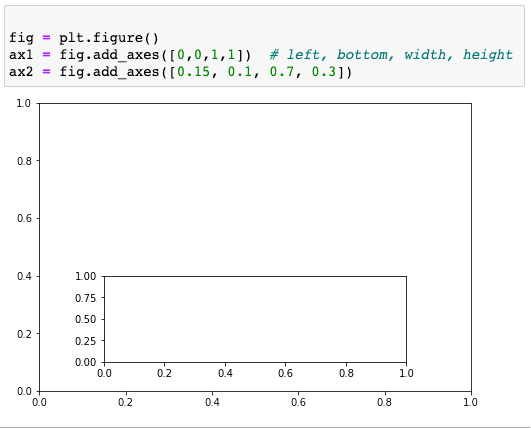 fig = plt.figure()
ax1 = fig.add_axes([0,0,1,1])  # left, bottom, width, height
ax2 = fig.add_axes([0.15, 0.1, 0.7, 0.3])
1.0
0.8
0.6
0.4
0.2
0.0
1.00
0.75
0.50
0.25
0.00
0.0 0.2 0.4 0.6 0.8 1.0
0.0 0.2 0.4 0.6 0.8 1.0